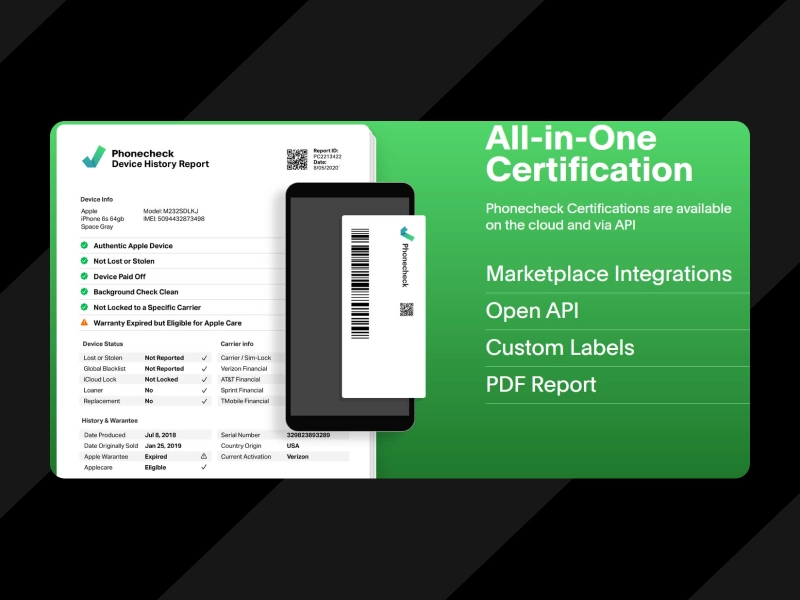 Phonecheck
Device History Report
Report ID:
PC2213422
Date:
8/05/2020
Device Info
Apple Model: M232SDLKJ
iPhone 6s 64gb IMEI: 5094432873498
Space Gray
Authentic Apple Device
Not Lost or Stolen
Device Paid Off
Background Check Clean
Not Locked to a Specific Carrier
Warranty Expired but Eligible for Apple Care
Device Status
Lost or Stolen Not Reported
Global Blacklist Not Reported
iCloud Lock Not Locked
Loaner No
Replacement No
Carrier info
Carrier / Sim-Lock
Verizon Financial
AT&T Financial
Sprint Financial
TMobile Financial
History & Warantee
Date Produced Jul 8, 2018
Date Originally Sold Jan 25, 2019
Apple Warantee Expired
Applecare Eligible
Serial Number 329823893289
Country Origin USA
Current Activation Verizon
Phonecheck
All-in-One
Certification
Phonecheck Certifications are available
on the cloud and via API
Marketplace Integrations
Open API
Custom Labels
PDF Report